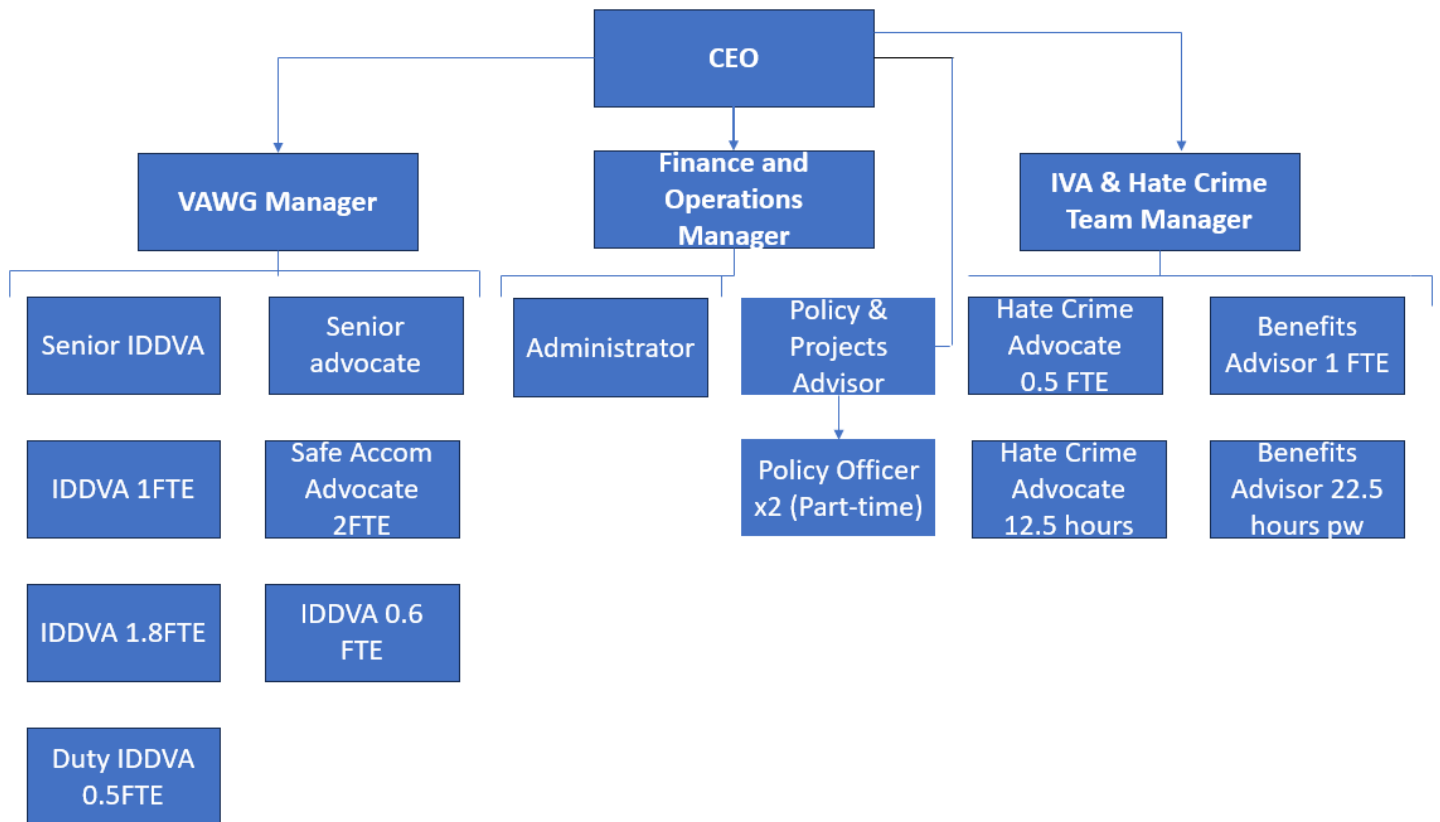 CEO
VAWG Manager
Finance and
Operations
Manager
IVA & Hate Crime
Team Manager
Senior IDDVA
Senior
advocate
Administrator
Policy &
Projects
Advisor
Hate Crime
Advocate
0.5 FTE
Benefits
Advisor 1 FTE
IDDVA 1FTE
Safe Accom
Advocate
2FTE
Policy Officer
x2 (Part-time)
Hate Crime
Advocate
12.5 hours
Benefits
Advisor 22.5
hours pw
IDDVA 1.8FTE
IDDVA 0.6
FTE
Duty IDDVA
0.5FTE